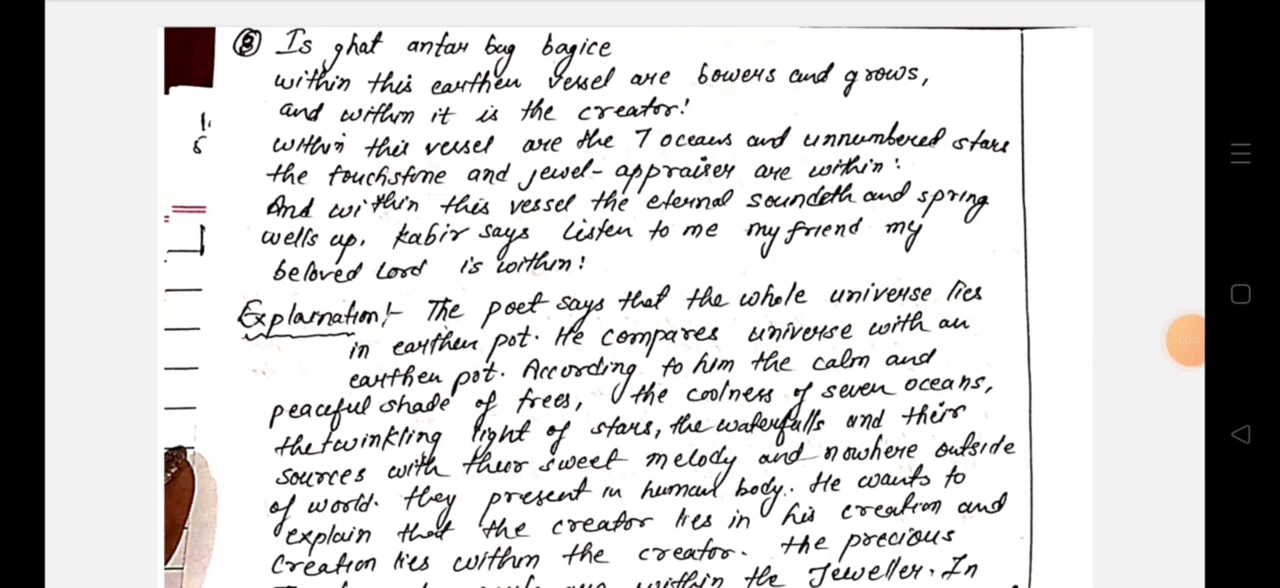 ⑧ Is ghat antar bag bagice
within this earthen vessel are bowers and grows,
and within it is the creator!
within this vessel are the 7 oceans and unnumbered stars
the touchstone and jewel-appraiser are within:
And within this vessel the eternal soundeth and spring
wells up. Kabir says listen to me my friend my
beloved Lord is within!
Explanation:- The poet says that the whole universe lies
in earthen pot. He compares universe with an
earthen pot. According to him the calm and
peaceful shade of trees, the coolness of seven oceans,
the twinkling light of stars, the waterfalls and their
sources with their sweet melody and nowhere outside
of world. they present in human body. He wants to
explain that the creator lies in his creation and
creation lies within the creator. the precious
within the Jeweller. In